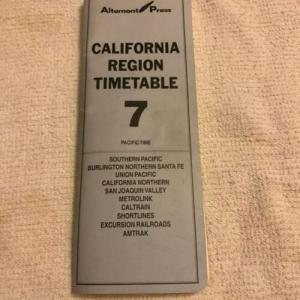 Altamont Press
CALIFORNIA
REGION
TIMETABLE
7
PACIFIC TIME
SOUTHERN PACIFIC
BURLINGTON NORTHERN SANTA FE
UNION PACIFIC
CALIFORNIA NORTHERN
SAN JOAQUIN VALLEY
METROLINK
CALTRAIN
SHORTLINES
EXCURSION RAILROADS
AMTRAK